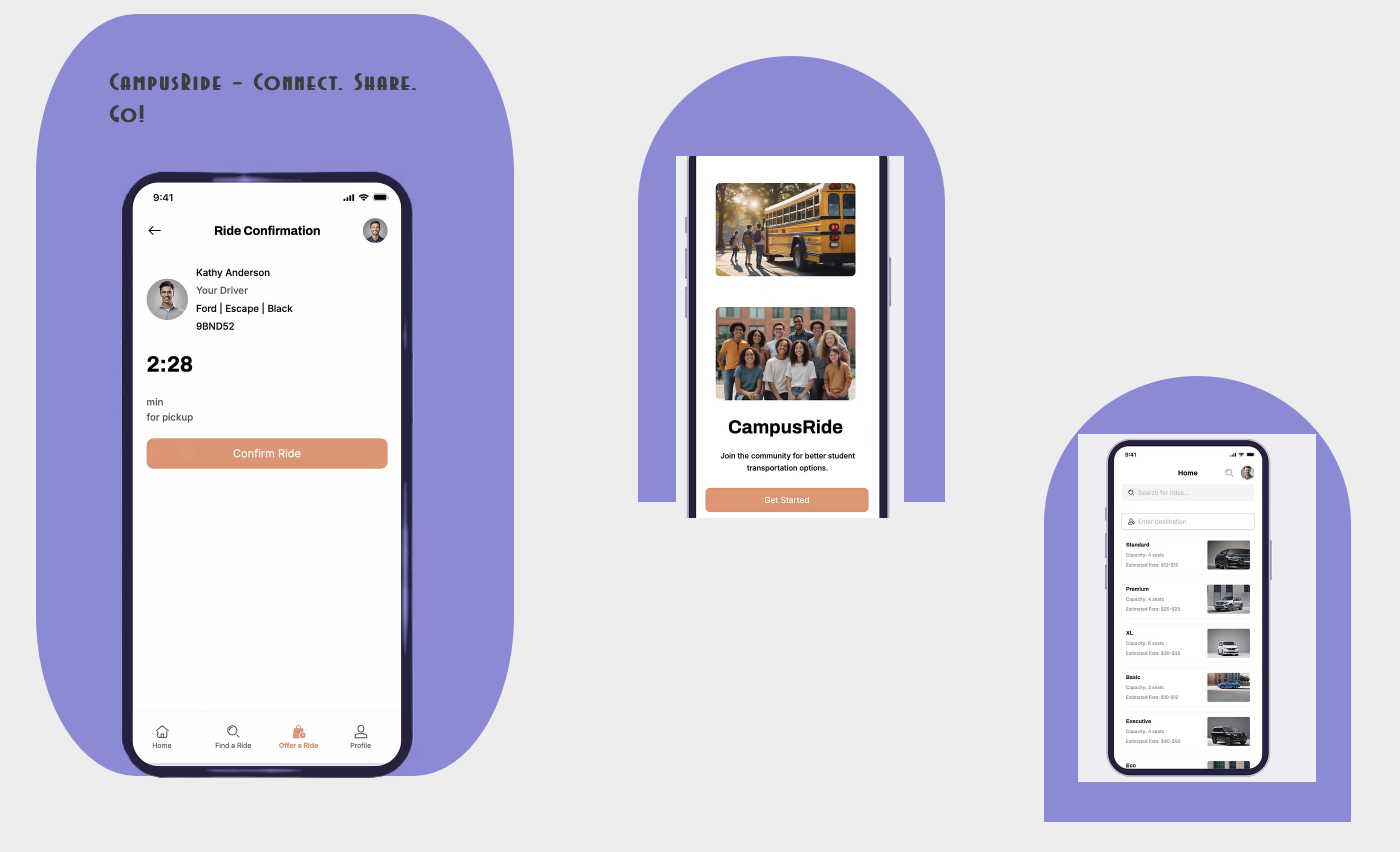 CampusRide – Connect. Share.
Go!
9:41
Ride Confirmation
Kathy Anderson
Your Driver
Ford | Escape | Black
9BND52
2:28
min
for pickup
Confirm Ride
Home
Find a Ride
Offer a Ride
Profile
CampusRide
Join the community for better student
transportation options.
Get Started
9:41
Home
Search for rides...
Enter destination
Standard
Capacity: 4 seats
Estimated Fare: $12-$15
Premium
Capacity: 4 seats
Estimated Fare: $20-$25
XL
Capacity: 6 seats
Estimated Fare: $30-$35
Basic
Capacity: 3 seats
Estimated Fare: $10-$12
Executive
Capacity: 4 seats
Estimated Fare: $40-$50
Eco